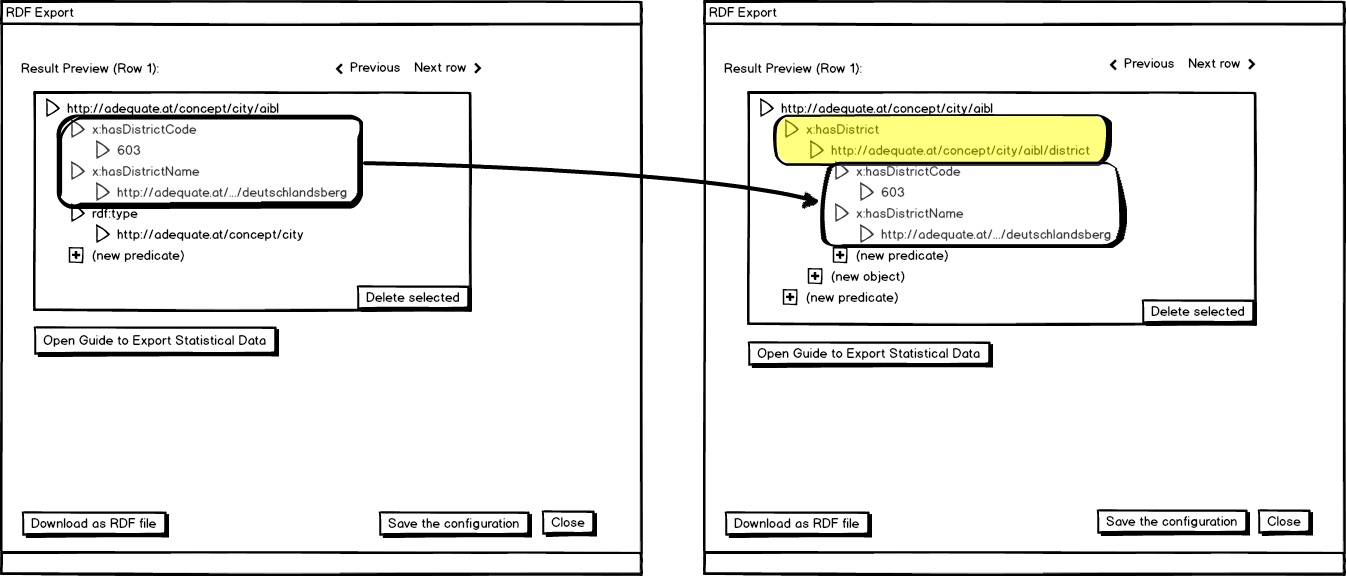 RDF Export
Result Preview (Row 1):
Previous
Next row
http://adequate.at/concept/city/aibl
x:hasDistrictCode
603
x:hasDistrictName
http://adequate.at/.../deutschlandsberg
rdf:type
http://adequate.at/concept/city
(new predicate)
Delete selected
Open Guide to Export Statistical Data
Download as RDF file
Save the configuration
Close
RDF Export
Result Preview (Row 1):
Previous
Next row
http://adequate.at/concept/city/aibl
x:hasDistrict
http://adequate.at/concept/city/aibl/district
x:hasDistrictCode
603
x:hasDistrictName
http://adequate.at/.../deutschlandsberg
(new predicate)
(new object)
(new predicate)
Delete selected
Open Guide to Export Statistical Data
Download as RDF file
Save the configuration
Close